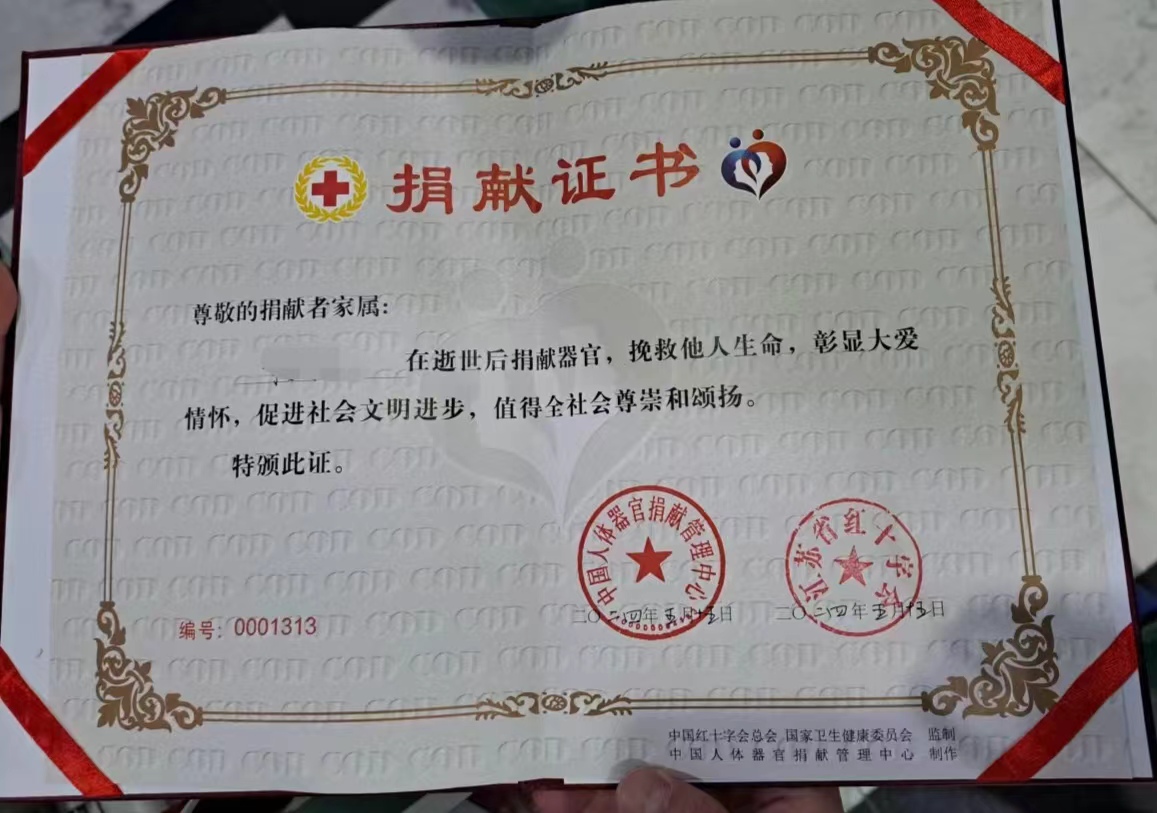 捐献证书
尊敬的捐献者家属：
在逝世后捐献器官，挽救他人生命，彰显大爱
情怀，促进社会文明进步，值得全社会尊崇和颂扬。
特颁此证。
中国人体器官捐献管理中心
江苏省红十字会
二〇二四年五月 日
二〇二四年五月 日
编号：0001313
中国红十字会总会 国家卫生健康委员会 监制
中国人体器官捐献管理中心 制作